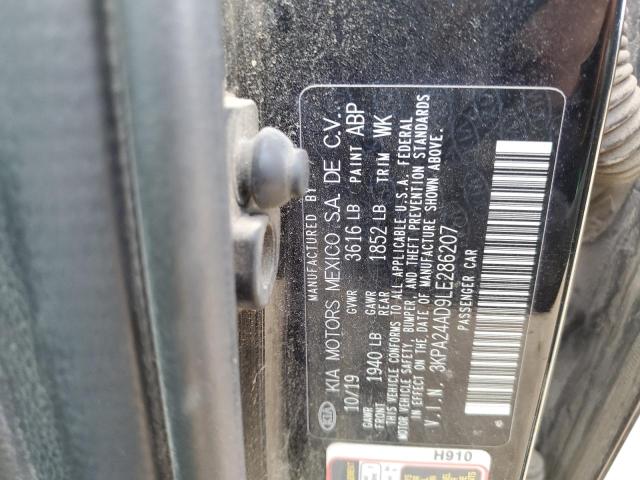 MANUFACTURED BY
KIA KIA MOTORS MEXICO S.A. DE C.V.
10/19 GVWR 3616 LB PAINT ABP
GAWR FRONT 1940 LB GAWR REAR 1852 LB TRIM WK
THIS VEHICLE CONFORMS TO ALL APPLICABLE U.S.A. FEDERAL
MOTOR VEHICLE SAFETY, BUMPER, AND THEFT PREVENTION STANDARDS
IN EFFECT ON THE DATE OF MANUFACTURE SHOWN ABOVE.
V.I.N. 3KPA24AD9LE286207
PASSENGER CAR
H910